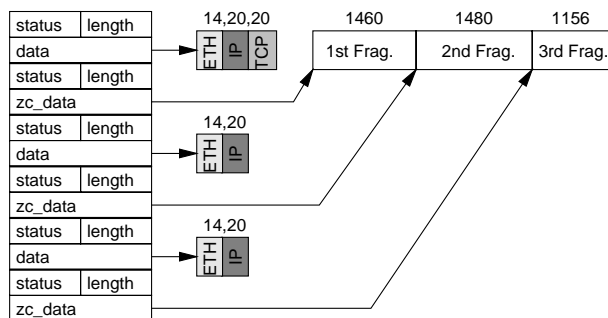 14,20,20 1460 1480 1156
status length
data ETH IP TCP 1st Frag. 2nd Frag. 3rd Frag.
status length
zc_data
status length 14,20
data ETH IP
status length
zc_data
status length 14,20
data ETH IP
status length
zc_data